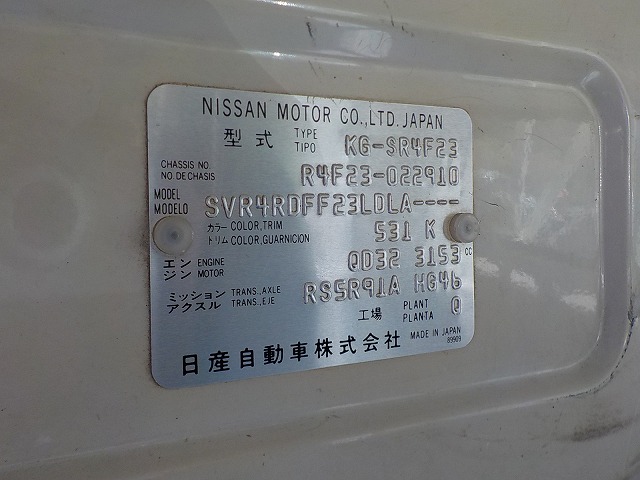 NISSAN MOTOR CO.,LTD. JAPAN
型式 TYPE TIPO KG-SR4F23
CHASSIS NO. NO. DE CHASIS R4F23-022910
MODEL MODELO SVR4RDFF23LDLA----
カラー トリム COLOR, TRIM COLOR, GUARNICION 531 K
エンジン ENGINE MOTOR QD32 3153 CC
ミッション アクスル TRANS., AXLE TRANS., EJE RS5R91A HG46
工場 PLANT PLANTA Q
日産自動車株式会社 MADE IN JAPAN
89909